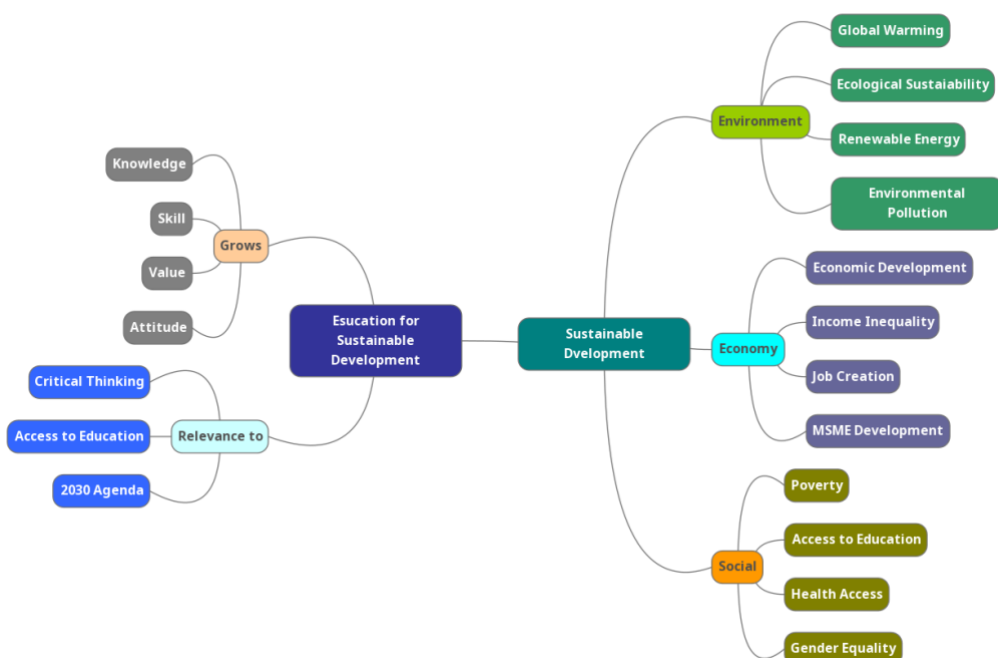 Knowledge
Skill
Value
Attitude
Grows
Critical Thinking
Access to Education
2030 Agenda
Relevance to
Esucation for
Sustainable
Development
Sustainable
Dvelopment
Environment
Global Warming
Ecological Sustaiability
Renewable Energy
Environmental
Pollution
Economy
Economic Development
Income Inequality
Job Creation
MSME Development
Social
Poverty
Access to Education
Health Access
Gender Equality